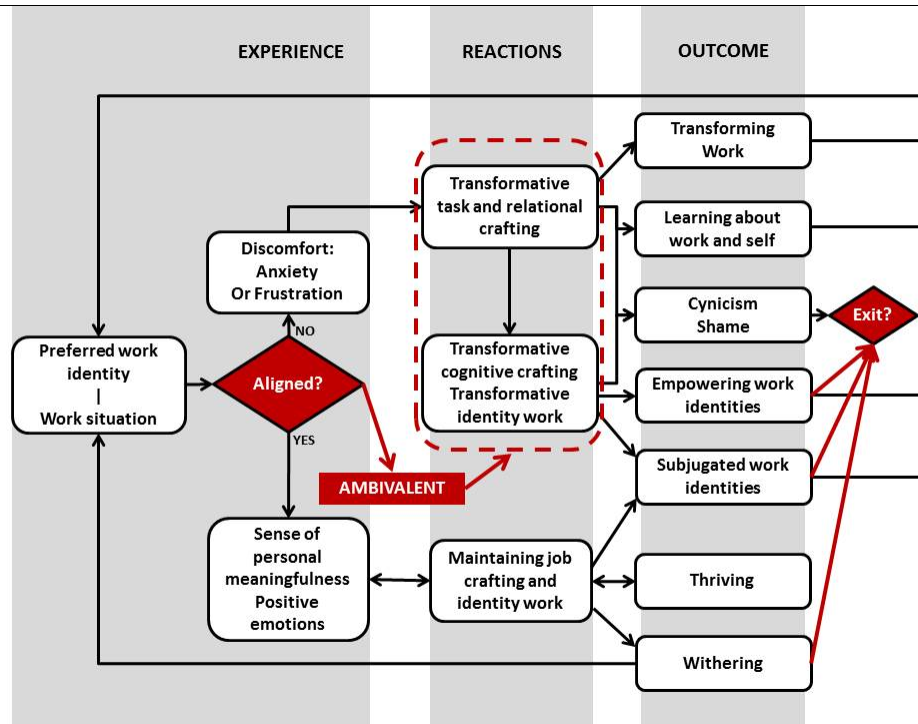 EXPERIENCE
REACTIONS
OUTCOME
Transforming
Work
Transformative
task and relational
crafting
Learning about
work and self
Discomfort:
Anxiety
Or Frustration
Cynicism
Shame
Exit?
NO
Preferred work
identity
|
Work situation
Aligned?
Transformative
cognitive crafting
Transformative
identity work
Empowering work
identities
YES
AMBIVALENT
Subjugated work
identities
Sense of
personal
meaningfulness
Positive
emotions
Maintaining job
crafting and
identity work
Thriving
Withering